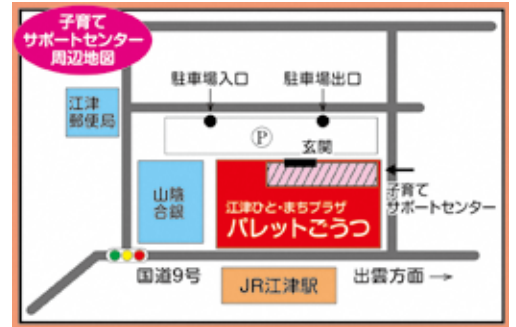 子育て
サポートセンター
周辺地図
駐車場入口
駐車場出口
江津
郵便局
P
玄関
山陰
合銀
江津ひと・まちプラザ
パレットごうつ
子育て
サポートセンター
国道9号
JR江津駅
出雲方面